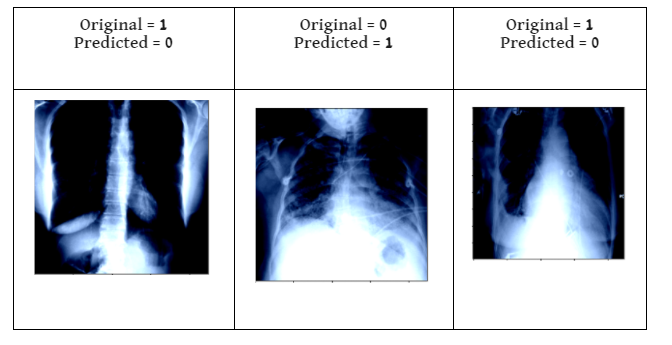 Original = 1
Predicted = 0
Original = 0
Predicted = 1
Original = 1
Predicted = 0